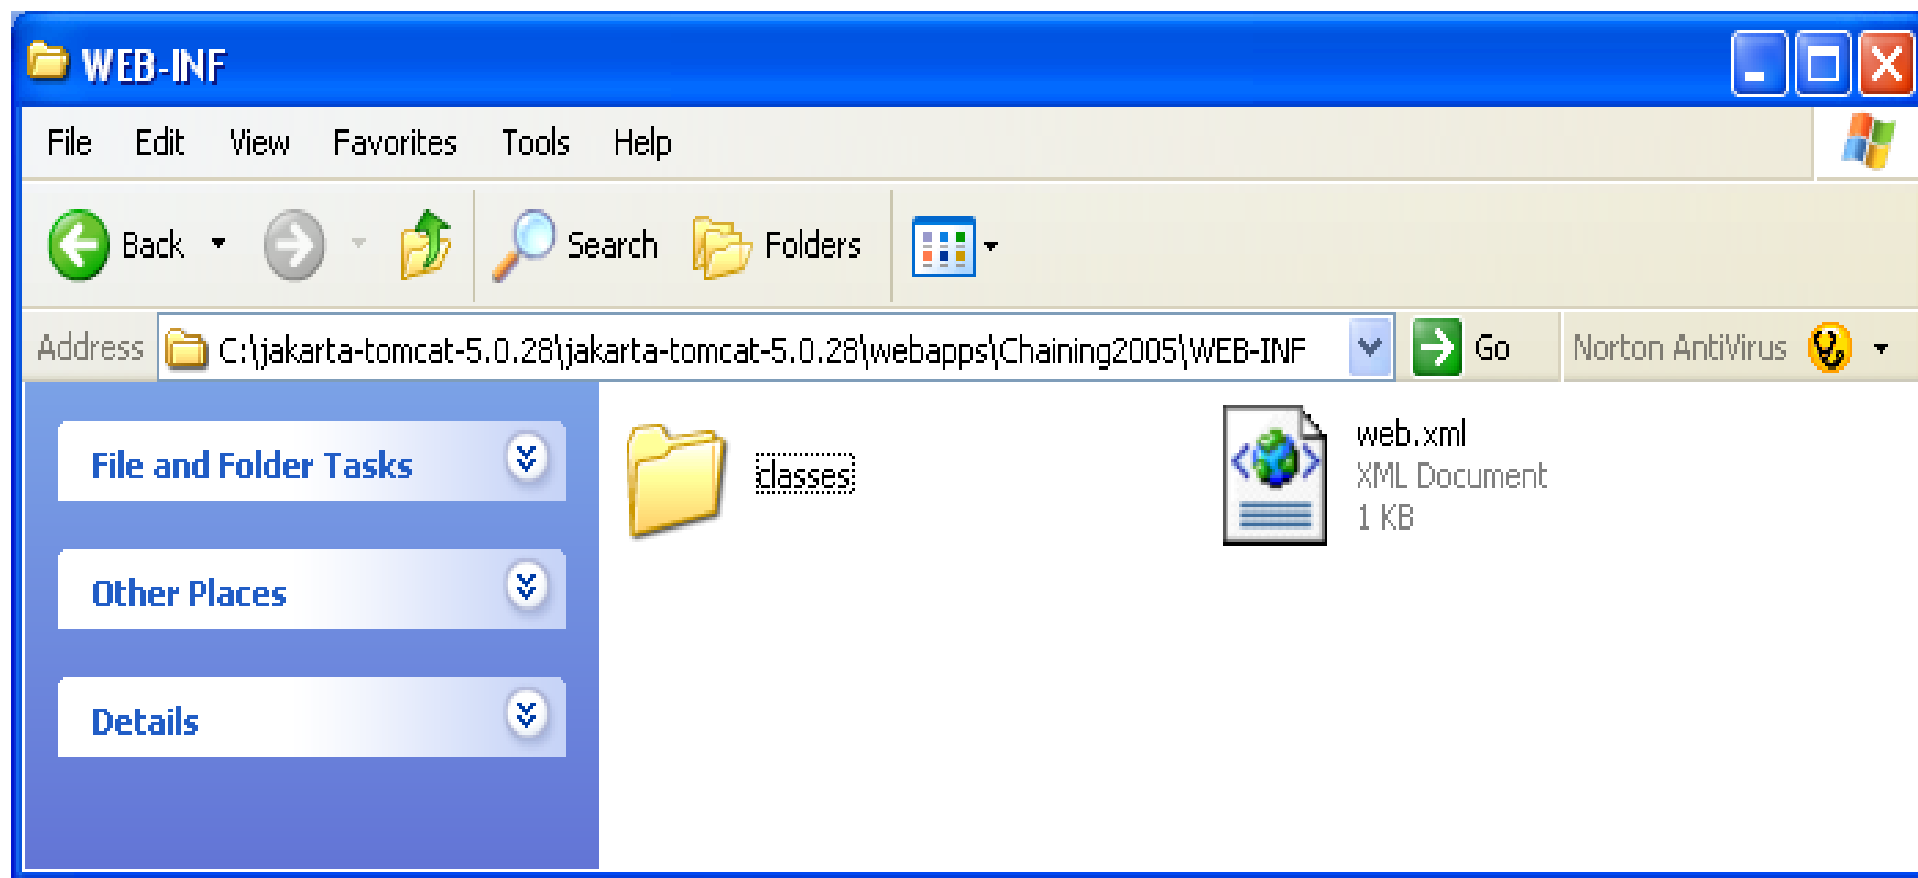 WEB-INF
File Edit View Favorites Tools Help
Back Search Folders
Address C:\jakarta-tomcat-5.0.28\jakarta-tomcat-5.0.28\webapps\Chaining2005\WEB-INF Go Norton AntiVirus
File and Folder Tasks
Other Places
Details
classes
web.xml
XML Document
1 KB